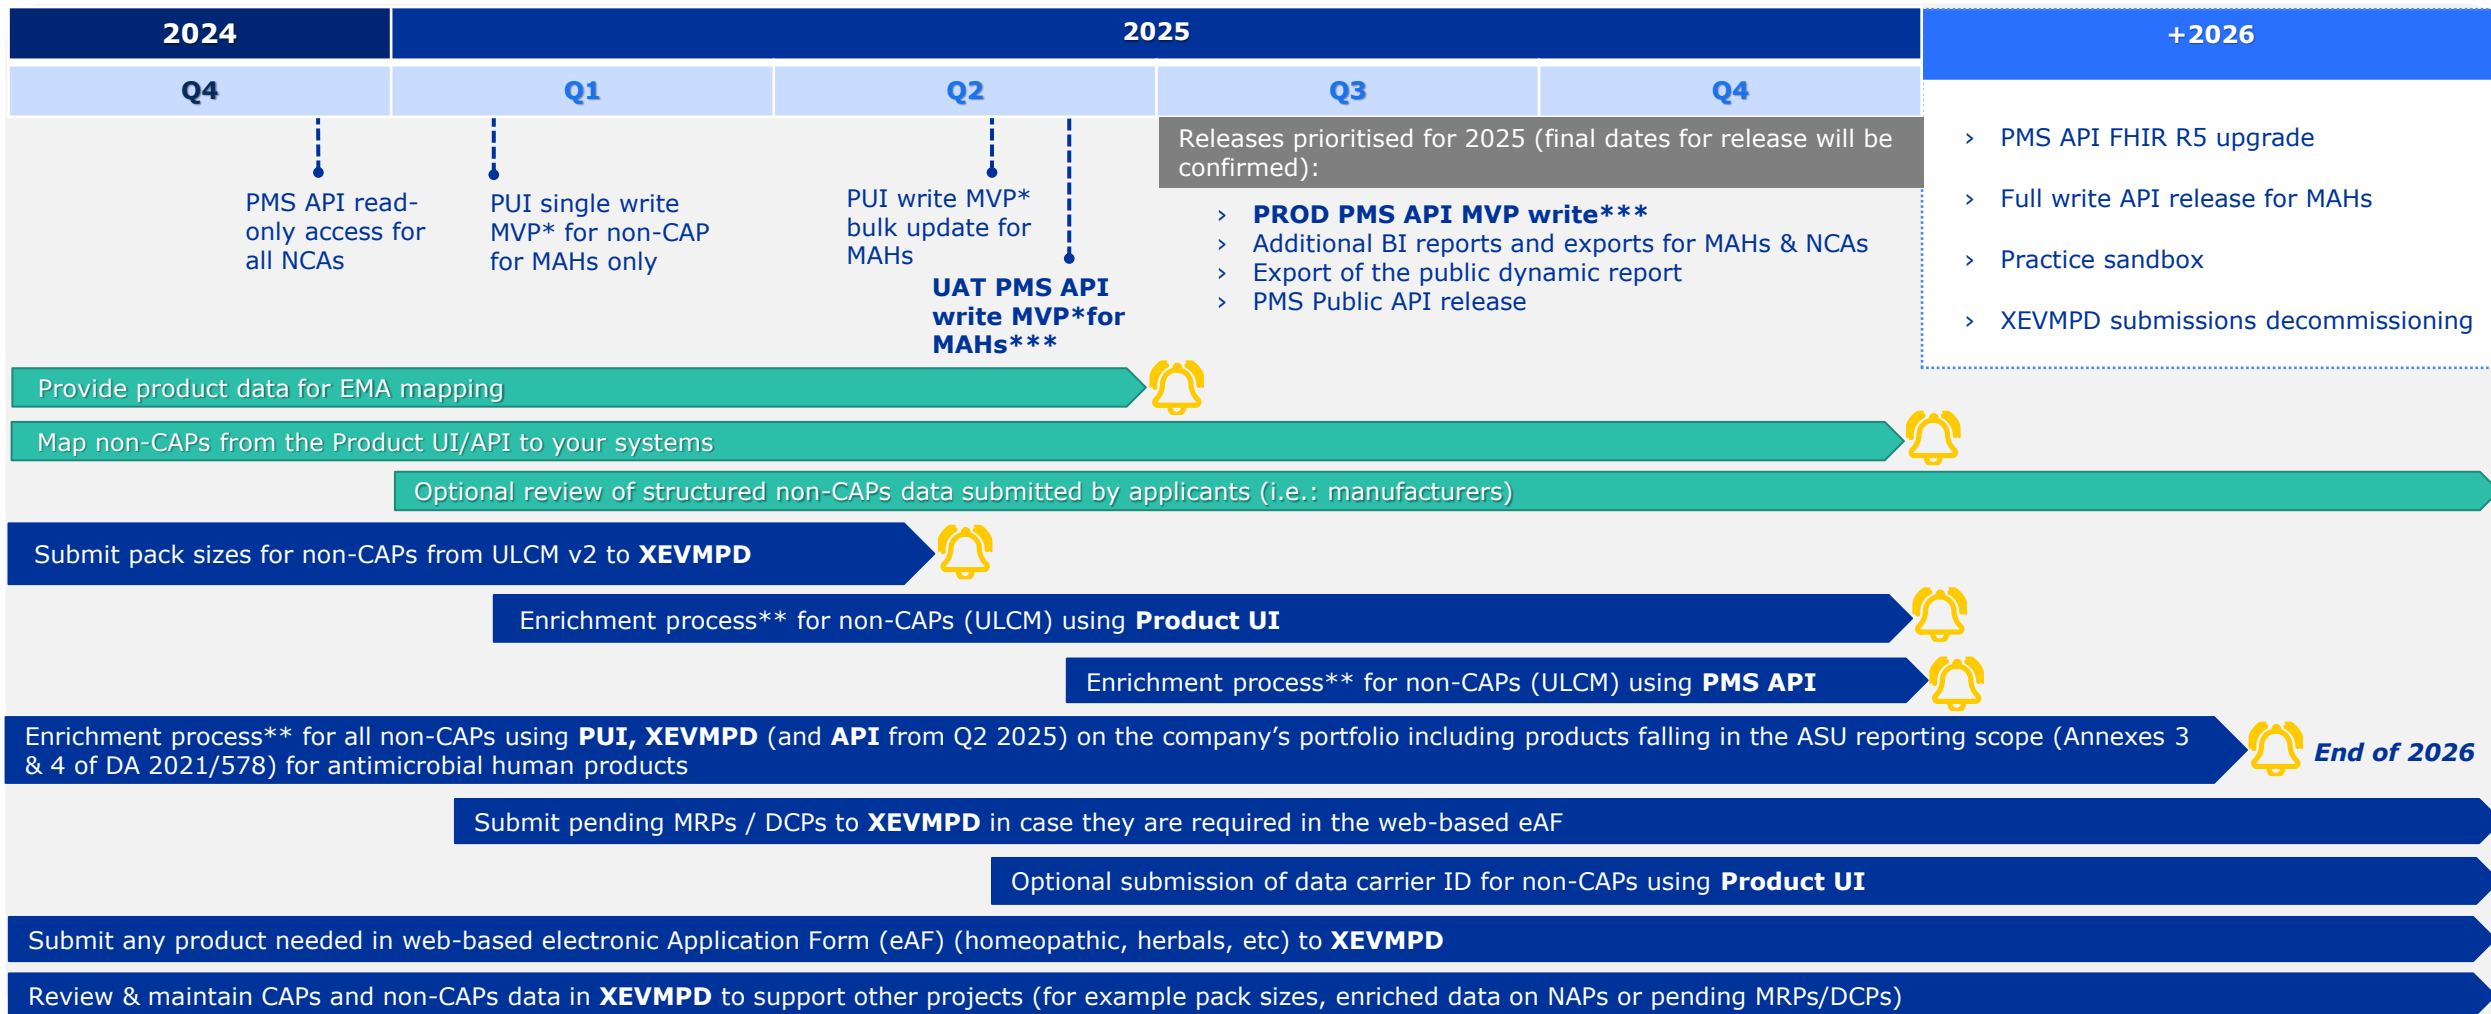 2024
2025
+2026
Q4
Q1
Q2
Q3
Q4
PMS API read-
only access for
all NCAs
PUI single write
MVP* for non-CAP
for MAHs only
PUI write MVP*
bulk update for
MAHs
UAT PMS API
write MVP*for
MAHs***
Releases prioritised for 2025 (final dates for release will be
confirmed):
› PROD PMS API MVP write***
› Additional BI reports and exports for MAHs & NCAs
› Export of the public dynamic report
› PMS Public API release
› PMS API FHIR R5 upgrade
› Full write API release for MAHs
› Practice sandbox
› XEVMPD submissions decommissioning
Provide product data for EMA mapping
Map non-CAPs from the Product UI/API to your systems
Optional review of structured non-CAPs data submitted by applicants (i.e.: manufacturers)
Submit pack sizes for non-CAPs from ULCM v2 to XEVMPD
Enrichment process** for non-CAPs (ULCM) using Product UI
Enrichment process** for non-CAPs (ULCM) using PMS API
Enrichment process** for all non-CAPs using PUI, XEVMPD (and API from Q2 2025) on the company’s portfolio including products falling in the ASU reporting scope (Annexes 3
& 4 of DA 2021/578) for antimicrobial human products
End of 2026
Submit pending MRPs / DCPs to XEVMPD in case they are required in the web-based eAF
Optional submission of data carrier ID for non-CAPs using Product UI
Submit any product needed in web-based electronic Application Form (eAF) (homeopathic, herbals, etc) to XEVMPD
Review & maintain CAPs and non-CAPs data in XEVMPD to support other projects (for example pack sizes, enriched data on NAPs or pending MRPs/DCPs)